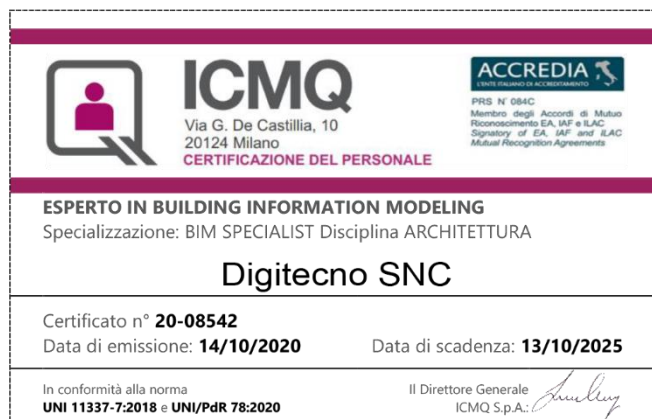 ICMQ
Via G. De Castillia, 10
20124 Milano
CERTIFICAZIONE DEL PERSONALE
ACCREDIA
L'ENTE ITALIANO DI ACCREDITAMENTO
PRS N° 084C
Membro degli Accordi di Mutuo
Riconoscimento EA, IAF e ILAC
Signatory of EA, IAF and ILAC
Mutual Recognition Agreements
ESPERTO IN BUILDING INFORMATION MODELING
Specializzazione: BIM SPECIALIST Disciplina ARCHITETTURA
Digitecno SNC
Certificato n° 20-08542
Data di emissione: 14/10/2020
Data di scadenza: 13/10/2025
In conformità alla norma
UNI 11337-7:2018 e UNI/PdR 78:2020
Il Direttore Generale
ICMQ S.p.A.: